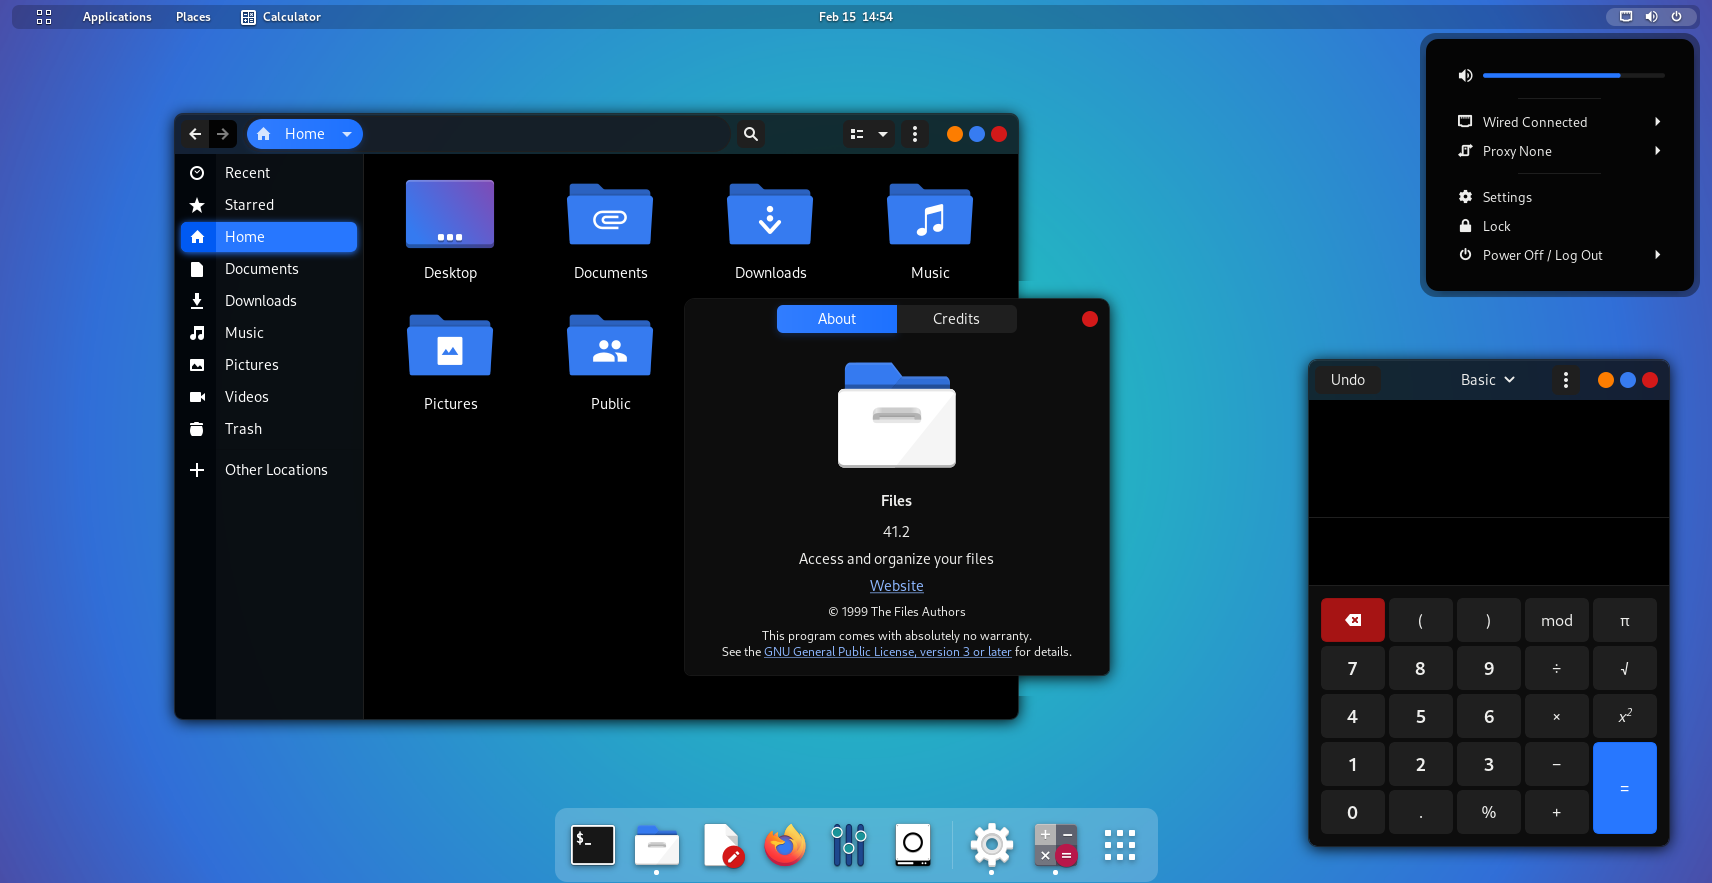 Applications Places Calculator
Feb 15 14:54
Home
Recent
Starred
Home
Documents
Downloads
Music
Pictures
Videos
Trash
Other Locations
Desktop
Documents
Downloads
Music
Pictures
Public
About
Credits
Files
41.2
Access and organize your files
Website
© 1999 The Files Authors
This program comes with absolutely no warranty.
See the GNU General Public License, version 3 or later for details.
Wired Connected
Proxy None
Settings
Lock
Power Off / Log Out
Undo
Basic
( ) mod π
7 8 9 ÷ √
4 5 6 × x²
1 2 3 −
=
0 . % +
$_
+ −
× =